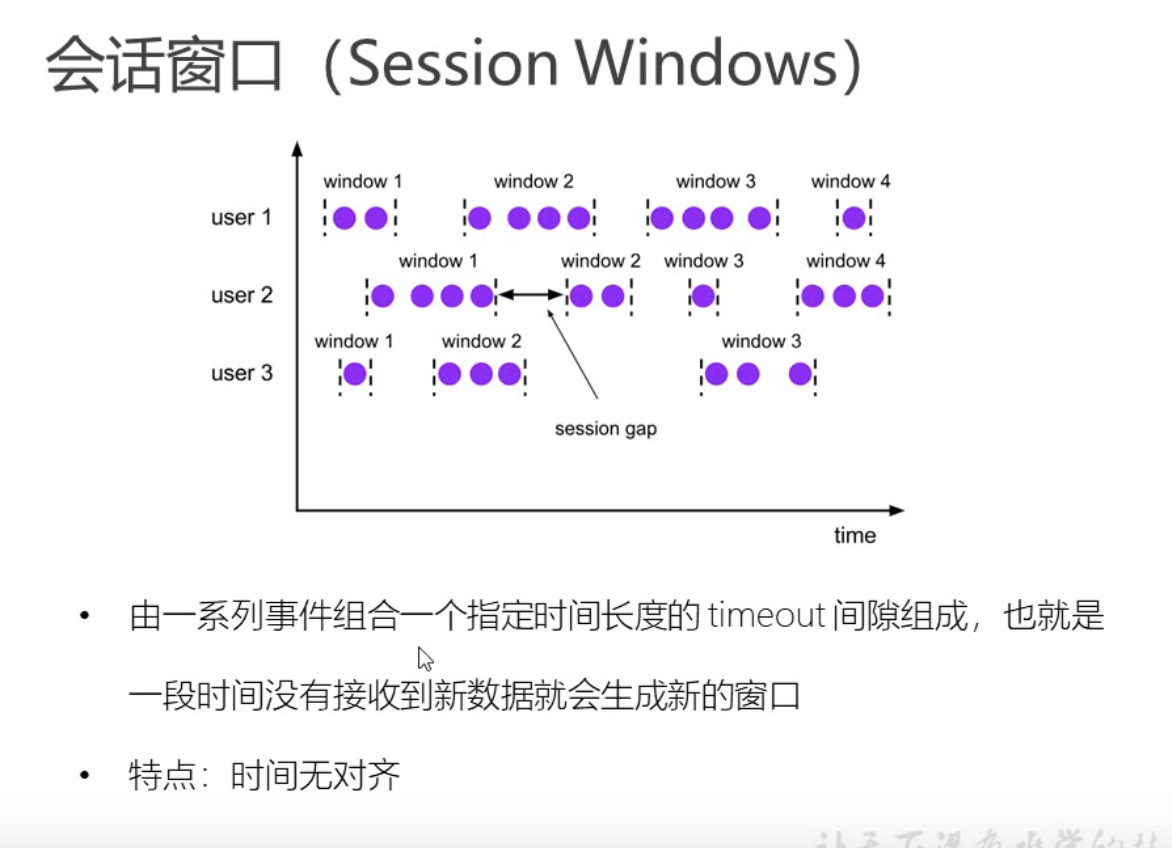 会话窗口（Session Windows）
window 1
window 2
window 3
window 4
user 1
window 1
window 2
window 3
window 4
user 2
window 1
window 2
window 3
user 3
session gap
time
• 由一系列事件组合一个指定时间长度的 timeout 间隙组成，也就是
一段时间没有接收到新数据就会生成新的窗口
• 特点：时间无对齐